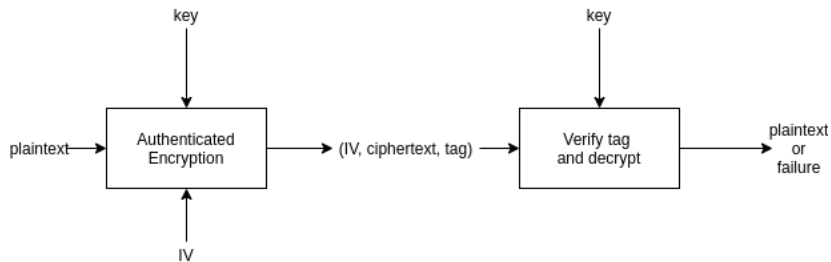 key
key
plaintext
Authenticated
Encryption
(IV, ciphertext, tag)
Verify tag
and decrypt
plaintext
or
failure
IV